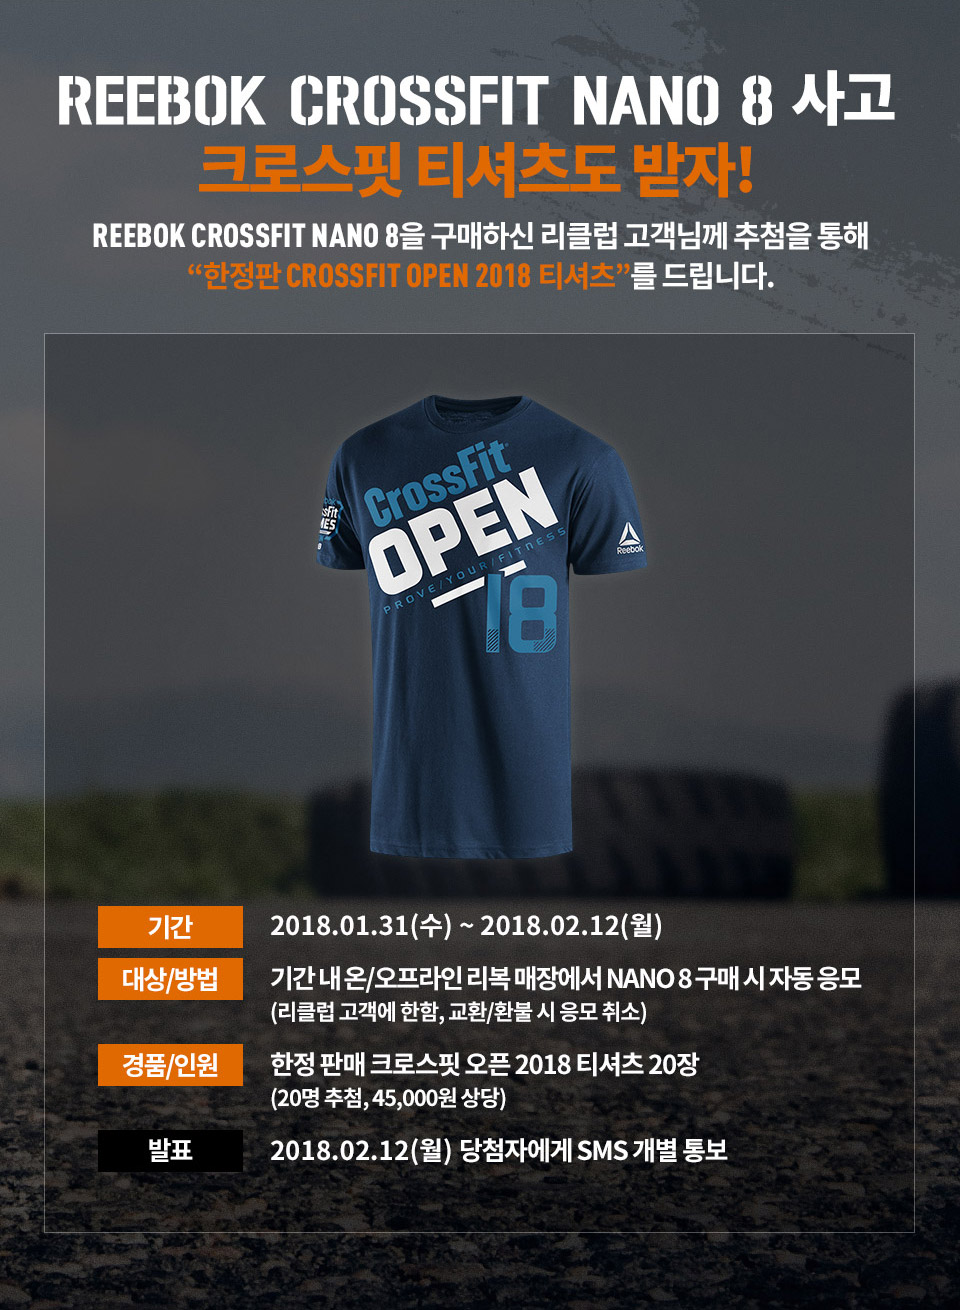 REEBOK CROSSFIT NANO 8 사고
크로스핏 티셔츠도 받자!
REEBOK CROSSFIT NANO 8을 구매하신 리클럽 고객님께 추첨을 통해
“한정판 CROSSFIT OPEN 2018 티셔츠”를 드립니다.
CrossFit
OPEN
PROVE/YOUR/FITNESS
18
Reebok
기간 2018.01.31(수) ~ 2018.02.12(월)
대상/방법 기간 내 온/오프라인 리복 매장에서 NANO 8 구매 시 자동 응모
(리클럽 고객에 한함, 교환/환불 시 응모 취소)
경품/인원 한정 판매 크로스핏 오픈 2018 티셔츠 20장
(20명 추첨, 45,000원 상당)
발표 2018.02.12(월) 당첨자에게 SMS 개별 통보